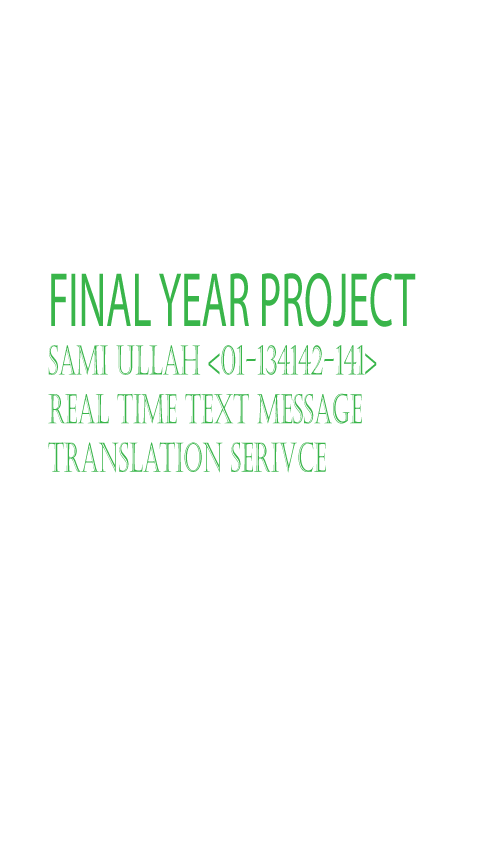 FINAL YEAR PROJECT
SAMI ULLAH <01-134142-141>
REAL TIME TEXT MESSAGE
TRANSLATION SERIVCE